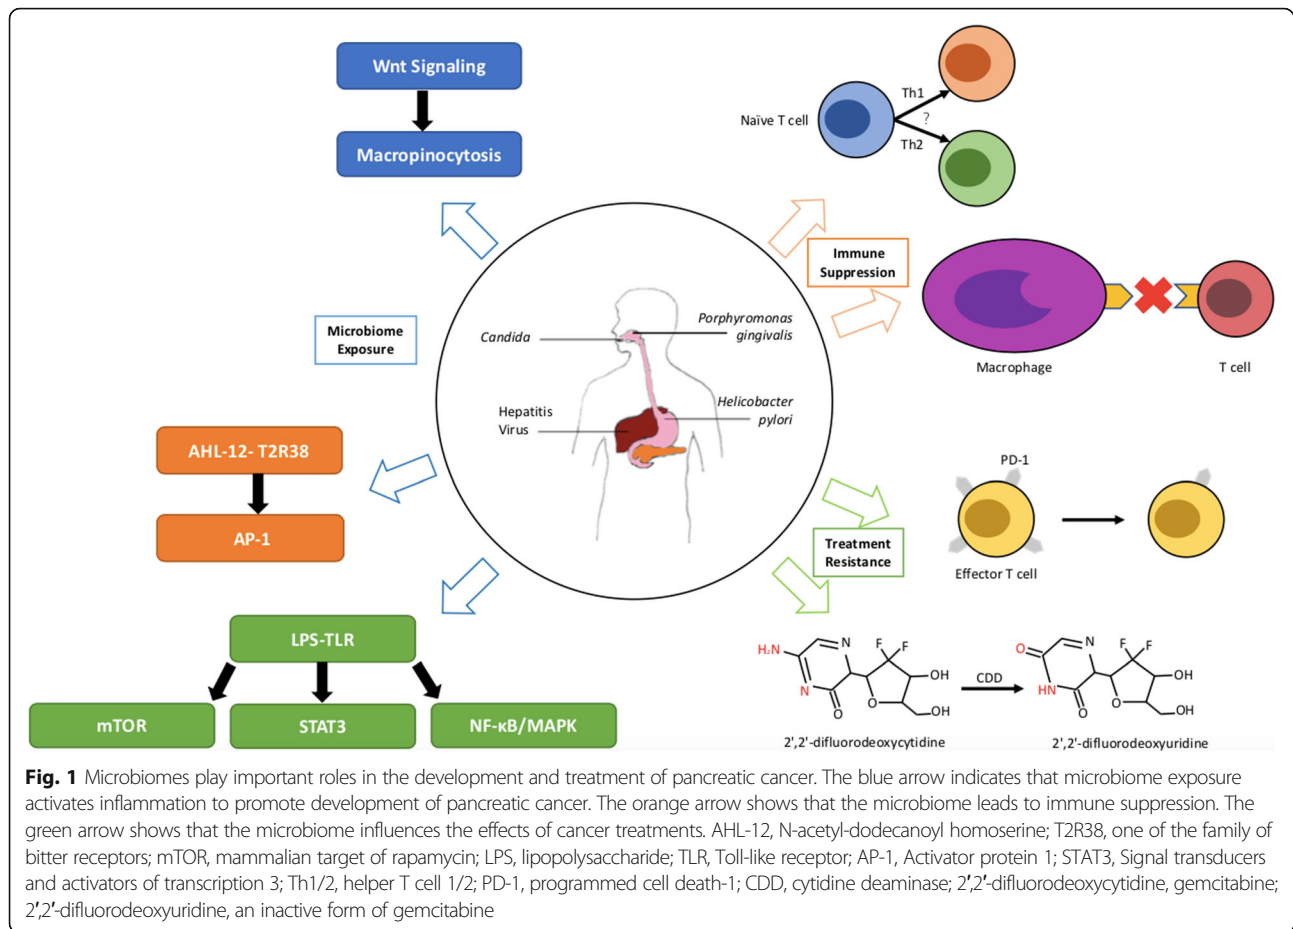 Wnt Signaling
Macropinocytosis
Naïve T cell
Th1
?
Th2
Immune
Suppression
Macrophage
T cell
Microbiome
Exposure
Candida
Porphyromonas
gingivalis
Hepatitis
Virus
Helicobacter
pylori
AHL-12- T2R38
AP-1
PD-1
Effector T cell
Treatment
Resistance
LPS-TLR
mTOR
STAT3
NF-κB/MAPK
H₂N
N
N
O
F
F
O
OH
OH
2',2'-difluorodeoxycytidine
CDD
O
N
HN
O
F
F
O
OH
OH
2',2'-difluorodeoxyuridine
Fig. 1 Microbiomes play important roles in the development and treatment of pancreatic cancer. The blue arrow indicates that microbiome exposure
activates inflammation to promote development of pancreatic cancer. The orange arrow shows that the microbiome leads to immune suppression. The
green arrow shows that the microbiome influences the effects of cancer treatments. AHL-12, N-acetyl-dodecanoyl homoserine; T2R38, one of the family of
bitter receptors; mTOR, mammalian target of rapamycin; LPS, lipopolysaccharide; TLR, Toll-like receptor; AP-1, Activator protein 1; STAT3, Signal transducers
and activators of transcription 3; Th1/2, helper T cell 1/2; PD-1, programmed cell death-1; CDD, cytidine deaminase; 2′,2′-difluorodeoxycytidine, gemcitabine;
2′,2′-difluorodeoxyuridine, an inactive form of gemcitabine